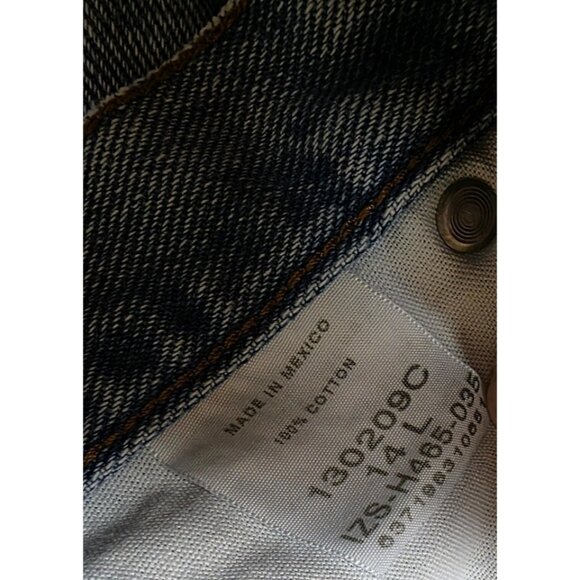 MADE IN MEXICO
100% COTTON
130209C
14 L
IZS-H465-035